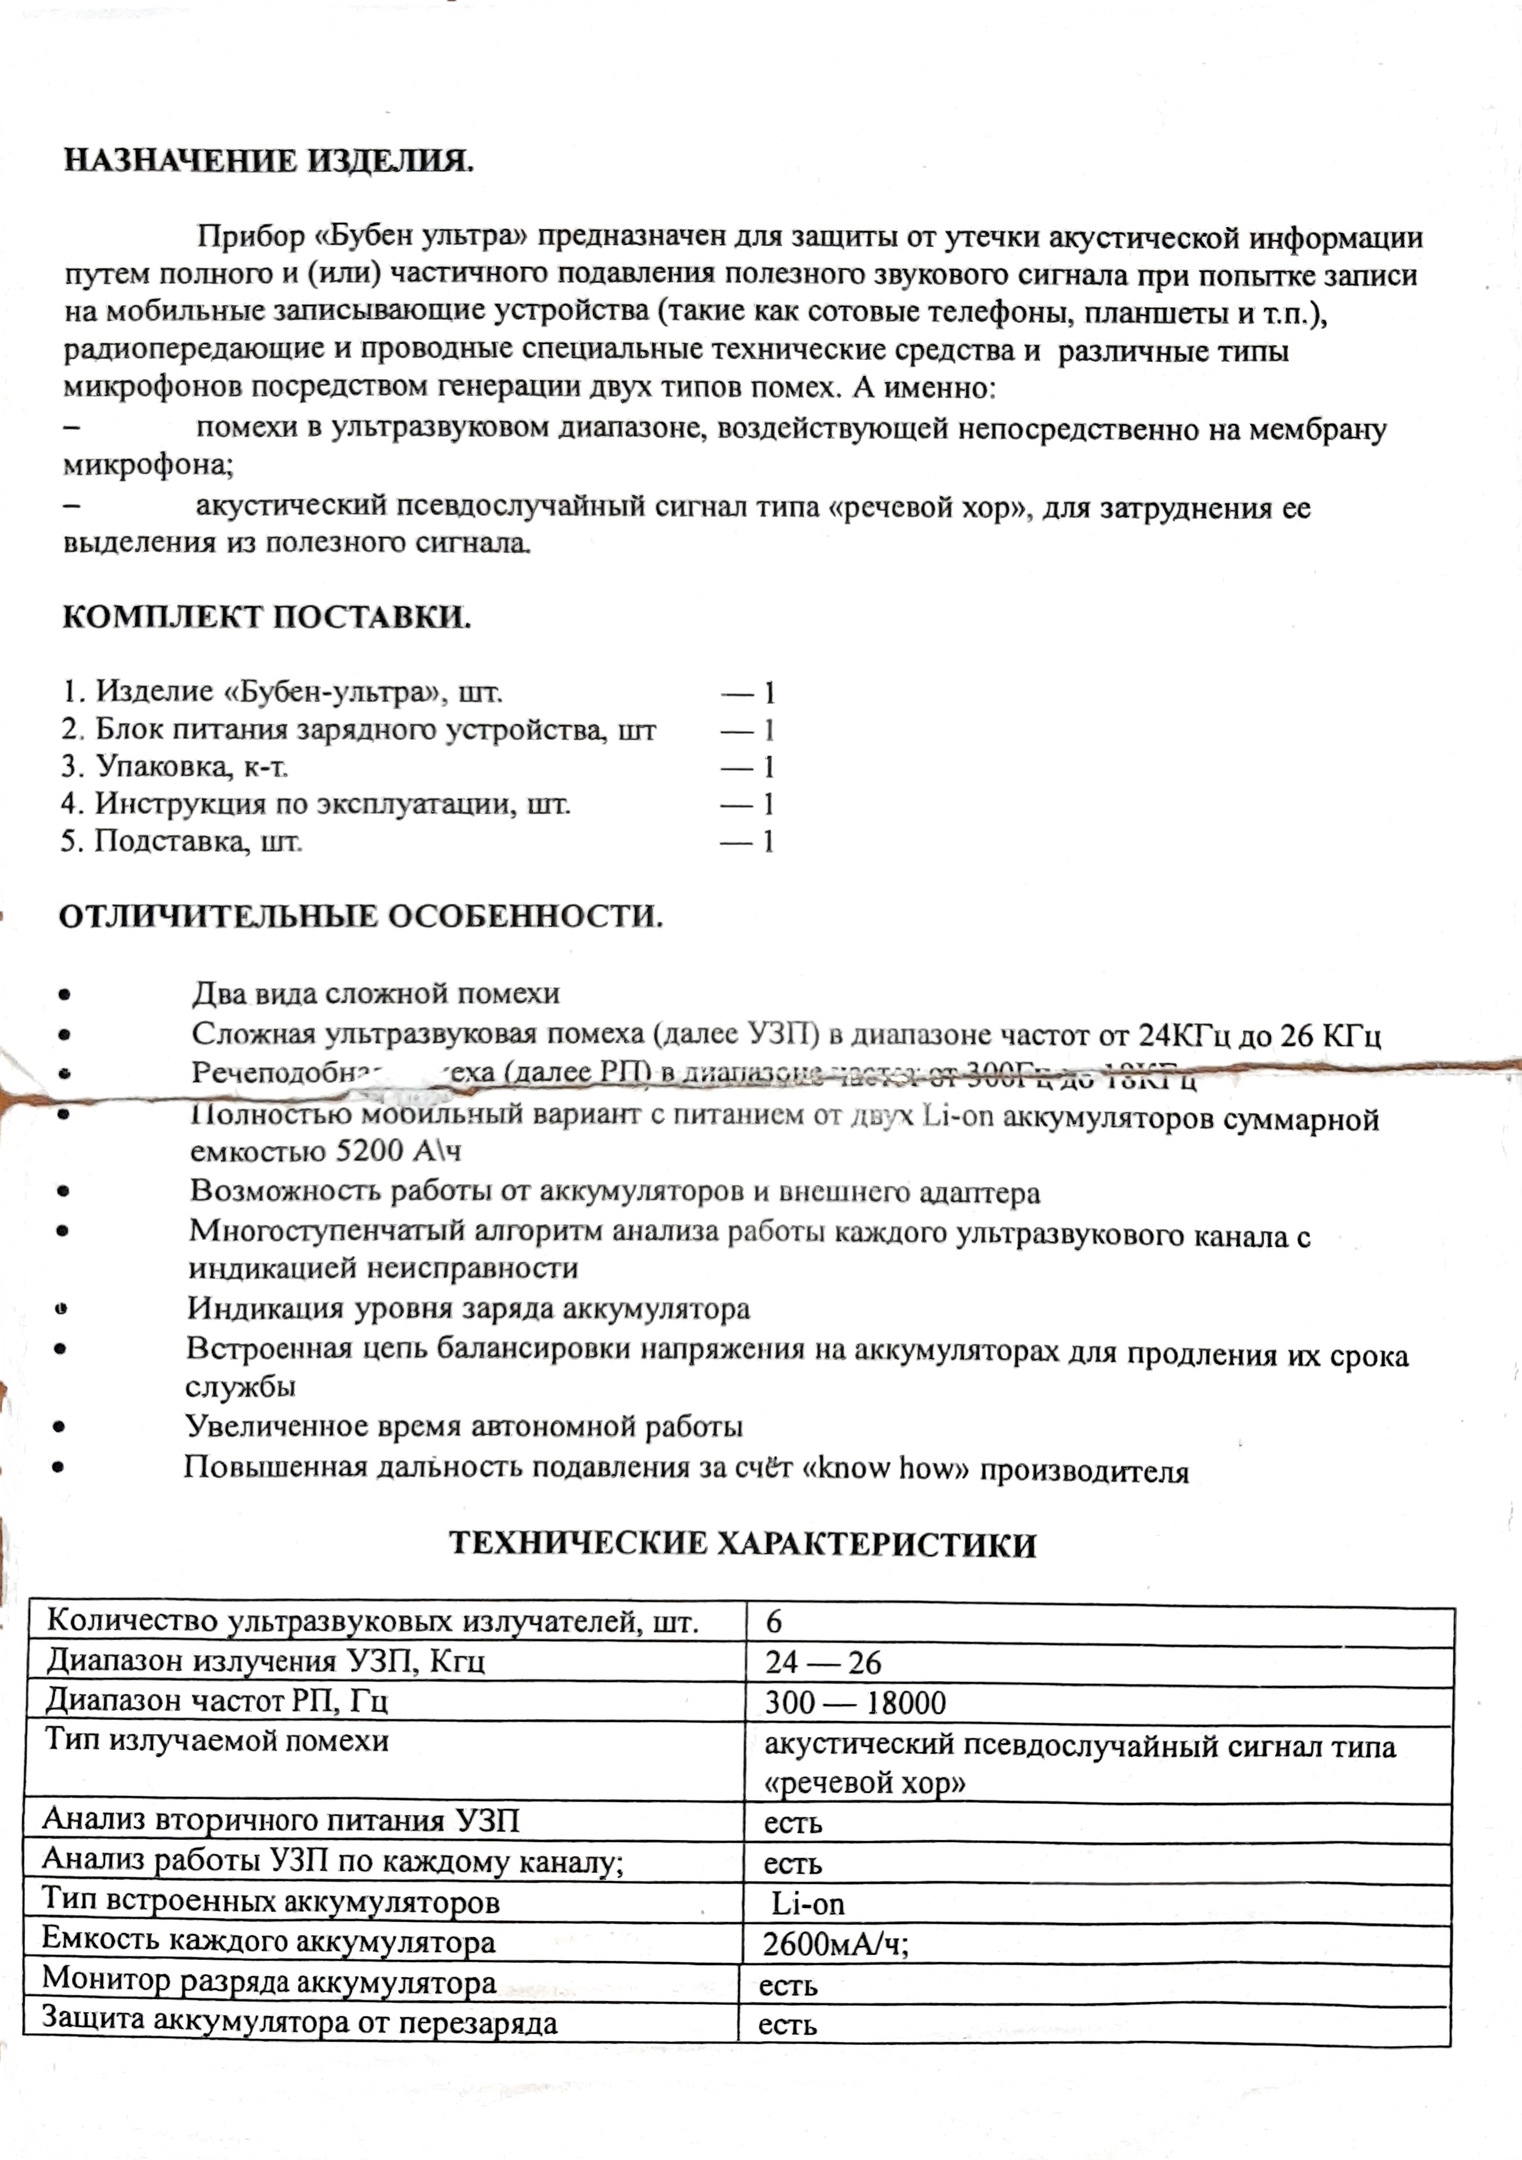 НАЗНАЧЕНИЕ ИЗДЕЛИЯ.
Прибор «Бубен ультра» предназначен для защиты от утечки акустической информации
путем полного и (или) частичного подавления полезного звукового сигнала при попытке записи
на мобильные записывающие устройства (такие как сотовые телефоны, планшеты и т.п.),
радиопередающие и проводные специальные технические средства и различные типы
микрофонов посредством генерации двух типов помех. А именно:
– помехи в ультразвуковом диапазоне, воздействующей непосредственно на мембрану
микрофона;
– акустический псевдослучайный сигнал типа «речевой хор», для затруднения ее
выделения из полезного сигнала.
КОМПЛЕКТ ПОСТАВКИ.
1. Изделие «Бубен-ультра», шт. — 1
2. Блок питания зарядного устройства, шт — 1
3. Упаковка, к-т. — 1
4. Инструкция по эксплуатации, шт. — 1
5. Подставка, шт. — 1
ОТЛИЧИТЕЛЬНЫЕ ОСОБЕННОСТИ.
• Два вида сложной помехи
• Сложная ультразвуковая помеха (далее УЗП) в диапазоне частот от 24КГц до 26 КГц
• (далее РП) в диапазоне частот от 300Гц до 18КГц
• Полностью мобильный вариант с питанием от двух Li-on аккумуляторов суммарной
емкостью 5200 А\ч
• Возможность работы от аккумуляторов и внешнего адаптера
• Многоступенчатый алгоритм анализа работы каждого ультразвукового канала с
индикацией неисправности
• Индикация уровня заряда аккумулятора
• Встроенная цепь балансировки напряжения на аккумуляторах для продления их срока
службы
• Увеличенное время автономной работы
• Повышенная дальность подавления за счёт «know how» производителя
ТЕХНИЧЕСКИЕ ХАРАКТЕРИСТИКИ
Количество ультразвуковых излучателей, шт. 6
Диапазон излучения УЗП, Кгц 24 — 26
Диапазон частот РП, Гц 300 — 18000
Тип излучаемой помехи акустический псевдослучайный сигнал типа
«речевой хор»
Анализ вторичного питания УЗП есть
Анализ работы УЗП по каждому каналу; есть
Тип встроенных аккумуляторов Li-on
Емкость каждого аккумулятора 2600мА/ч;
Монитор разряда аккумулятора есть
Защита аккумулятора от перезаряда есть